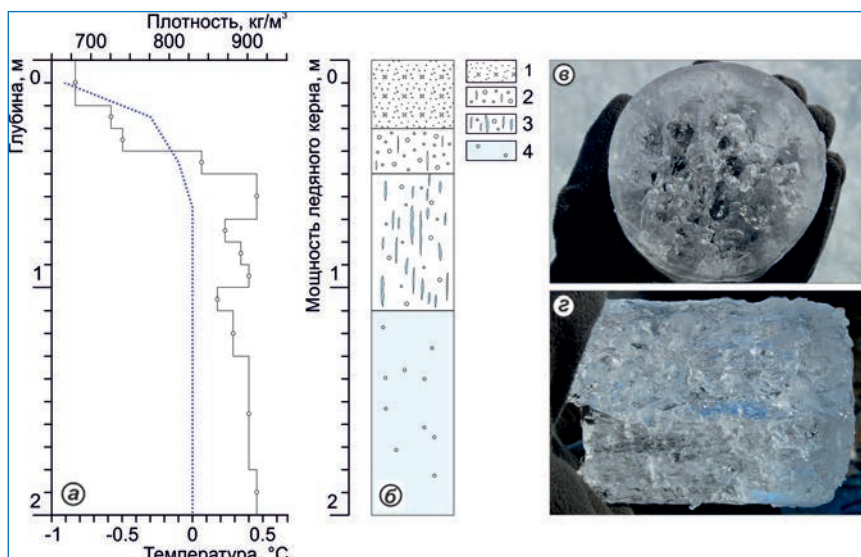 Плотность, кг/м³
700 800 900
Глубина, м
0
1
2
а
-1 -0.5 0 0.5
Температура, °C
Мощность ледяного керна, м
0
1
2
б
1
2
3
4
в
г